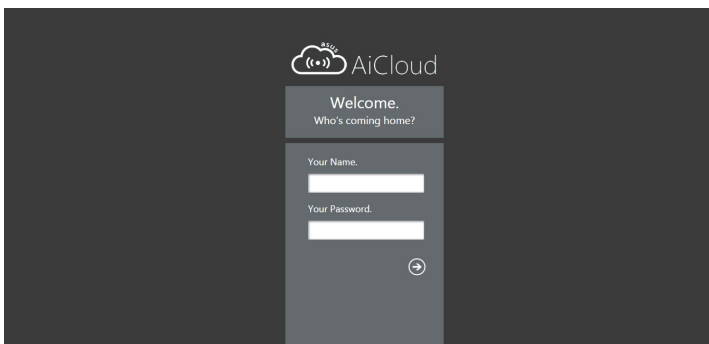 asus
AiCloud
Welcome.
Who's coming home?
Your Name.
Your Password.